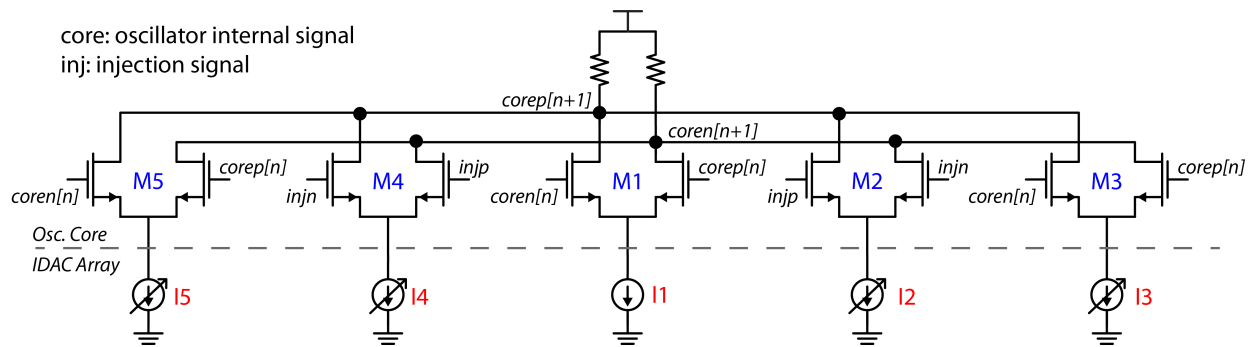 core: oscillator internal signal
inj: injection signal
corep[n+1]
coren[n+1]
coren[n] M5 corep[n]
injn M4 injp
coren[n] M1 corep[n]
injp M2 injn
coren[n] M3 corep[n]
Osc. Core
IDAC Array
I5 I4 I1 I2 I3